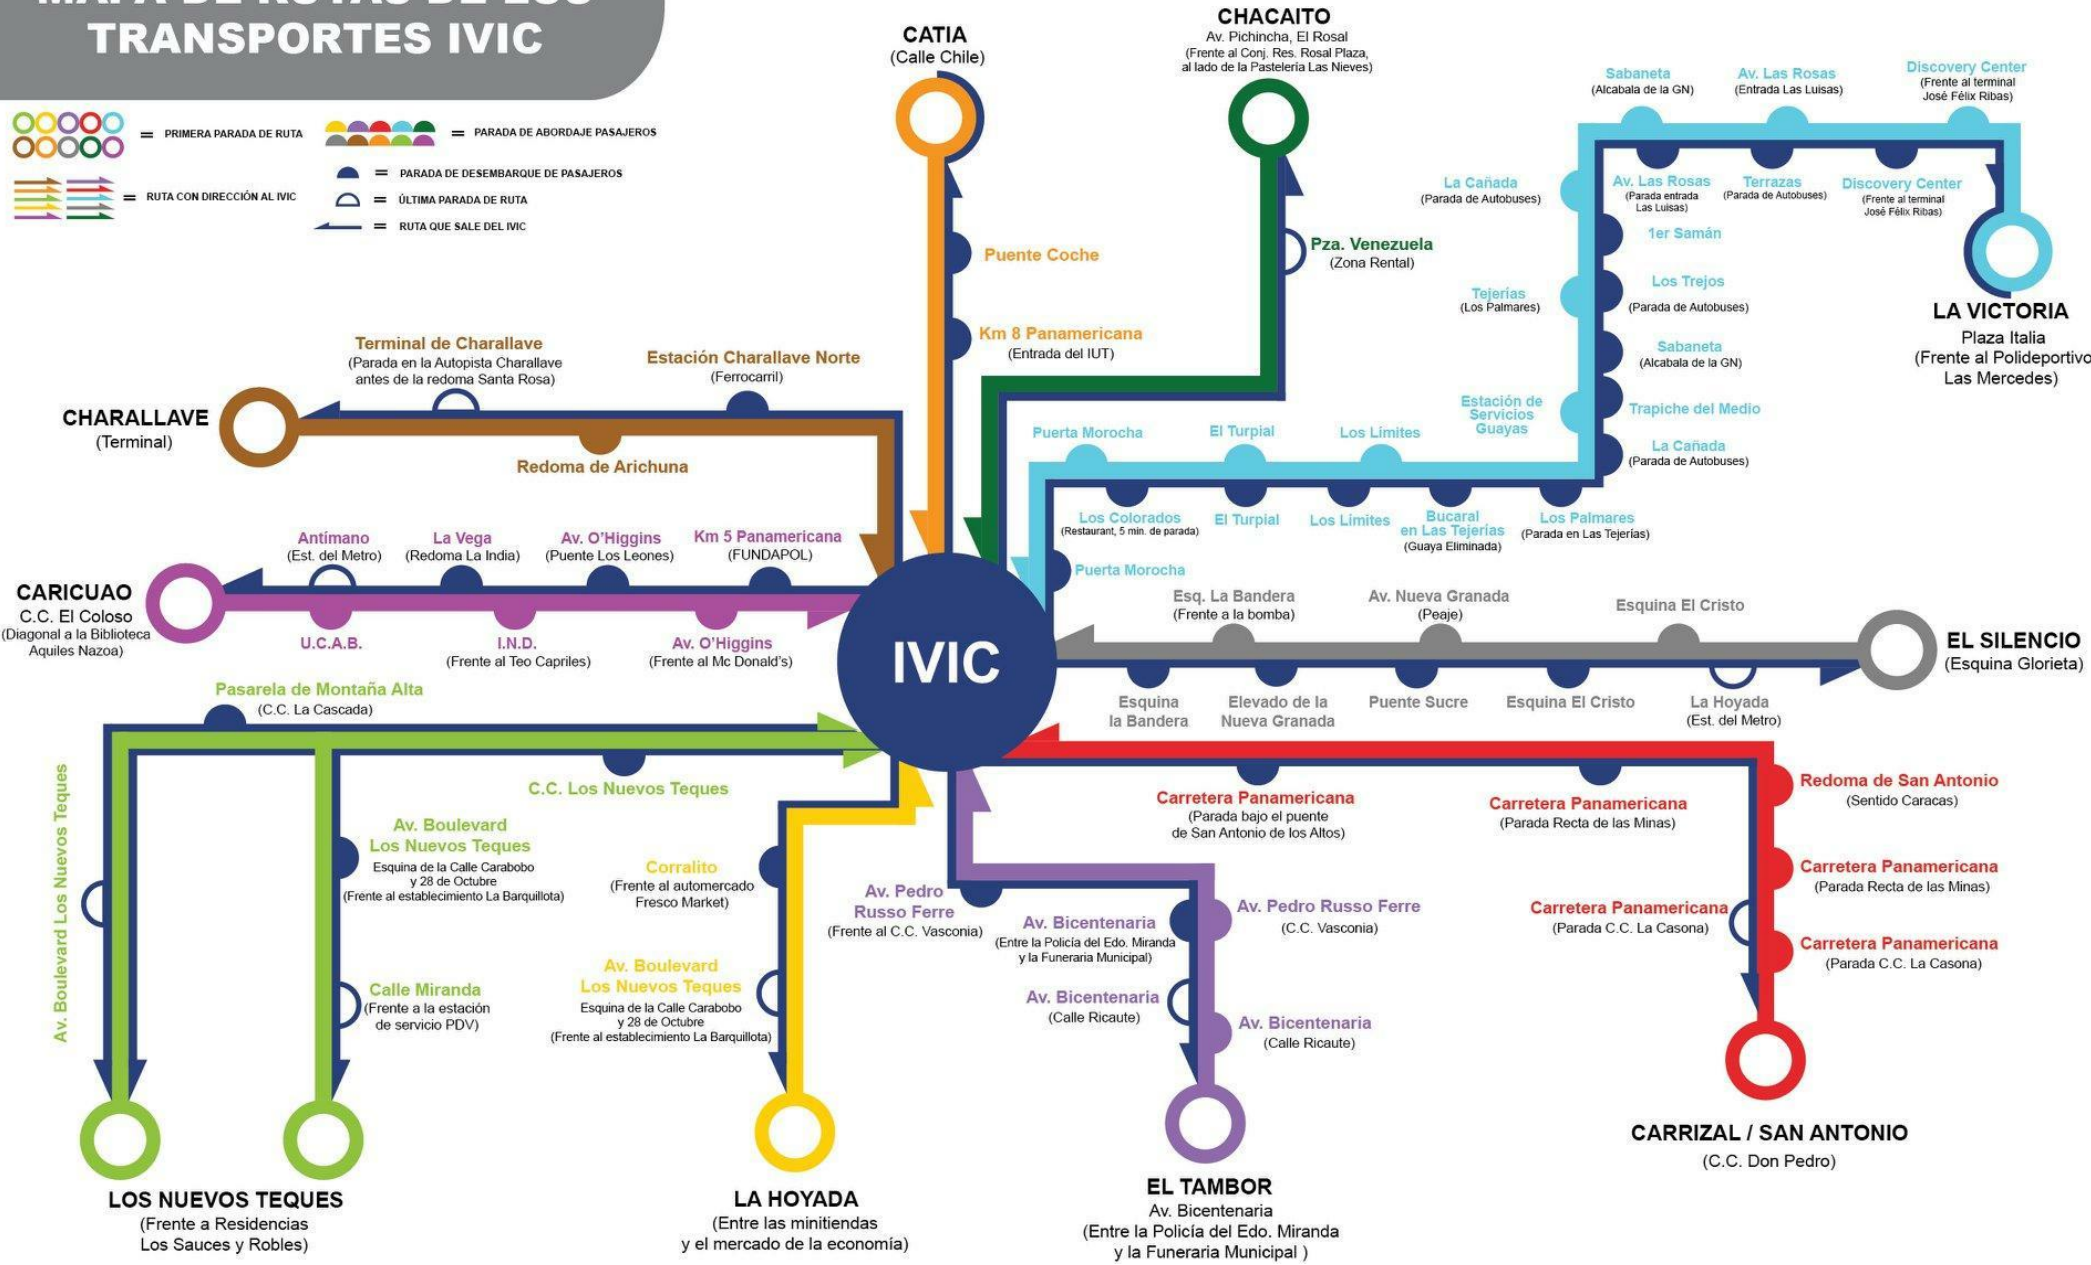 MAPA DE RUTAS DE LOS
TRANSPORTES IVIC
= PRIMERA PARADA DE RUTA
= PARADA DE ABORDAJE PASAJEROS
= PARADA DE DESEMBARQUE DE PASAJEROS
= RUTA CON DIRECCIÓN AL IVIC
= ÚLTIMA PARADA DE RUTA
= RUTA QUE SALE DEL IVIC
CATIA
(Calle Chile)
Puente Coche
Km 8 Panamericana
(Entrada del IUT)
CHACAITO
Av. Pichincha, El Rosal
(Frente al Conj. Res. Rosal Plaza,
al lado de la Pastelería Las Nieves)
Pza. Venezuela
(Zona Rental)
Sabaneta
(Alcabala de la GN)
Av. Las Rosas
(Entrada Las Luisas)
Discovery Center
(Frente al terminal
José Félix Ribas)
La Cañada
(Parada de Autobuses)
Av. Las Rosas
(Parada entrada
Las Luisas)
Terrazas
(Parada de Autobuses)
Discovery Center
(Frente al terminal
José Félix Ribas)
1er Samán
Tejerías
(Los Palmares)
Los Trejos
(Parada de Autobuses)
Sabaneta
(Alcabala de la GN)
LA VICTORIA
Plaza Italia
(Frente al Polideportivo
Las Mercedes)
Estación de
Servicios
Guayas
Trapiche del Medio
La Cañada
(Parada de Autobuses)
Puerta Morocha
El Turpial
Los Límites
Los Colorados
(Restaurant, 5 min. de parada)
El Turpial
Los Límites
Bucaral
en Las Tejerías
(Guaya Eliminada)
Los Palmares
(Parada en Las Tejerías)
Puerta Morocha
Terminal de Charallave
(Parada en la Autopista Charallave
antes de la redoma Santa Rosa)
Estación Charallave Norte
(Ferrocarril)
CHARALLAVE
(Terminal)
Redoma de Arichuna
Antímano
(Est. del Metro)
La Vega
(Redoma La India)
Av. O'Higgins
(Puente Los Leones)
Km 5 Panamericana
(FUNDAPOL)
CARICUAO
C.C. El Coloso
(Diagonal a la Biblioteca
Aquiles Nazoa)
U.C.A.B.
I.N.D.
(Frente al Teo Capriles)
Av. O'Higgins
(Frente al Mc Donald's)
IVIC
Esq. La Bandera
(Frente a la bomba)
Av. Nueva Granada
(Peaje)
Esquina El Cristo
EL SILENCIO
(Esquina Glorieta)
Esquina
la Bandera
Elevado de la
Nueva Granada
Puente Sucre
Esquina El Cristo
La Hoyada
(Est. del Metro)
Pasarela de Montaña Alta
(C.C. La Cascada)
C.C. Los Nuevos Teques
Av. Boulevard Los Nuevos Teques
Av. Boulevard
Los Nuevos Teques
Esquina de la Calle Carabobo
y 28 de Octubre
(Frente al establecimiento La Barquillota)
Calle Miranda
(Frente a la estación
de servicio PDV)
LOS NUEVOS TEQUES
(Frente a Residencias
Los Sauces y Robles)
Corralito
(Frente al automercado
Fresco Market)
Av. Boulevard
Los Nuevos Teques
Esquina de la Calle Carabobo
y 28 de Octubre
(Frente al establecimiento La Barquillota)
LA HOYADA
(Entre las minitiendas
y el mercado de la economía)
Av. Pedro
Russo Ferre
(Frente al C.C. Vasconia)
Av. Bicentenaria
(Entre la Policía del Edo. Miranda
y la Funeraria Municipal)
Av. Bicentenaria
(Calle Ricaute)
Av. Pedro Russo Ferre
(C.C. Vasconia)
Av. Bicentenaria
(Calle Ricaute)
EL TAMBOR
Av. Bicentenaria
(Entre la Policía del Edo. Miranda
y la Funeraria Municipal )
Carretera Panamericana
(Parada bajo el puente
de San Antonio de los Altos)
Carretera Panamericana
(Parada Recta de las Minas)
Redoma de San Antonio
(Sentido Caracas)
Carretera Panamericana
(Parada Recta de las Minas)
Carretera Panamericana
(Parada C.C. La Casona)
Carretera Panamericana
(Parada C.C. La Casona)
CARRIZAL / SAN ANTONIO
(C.C. Don Pedro)